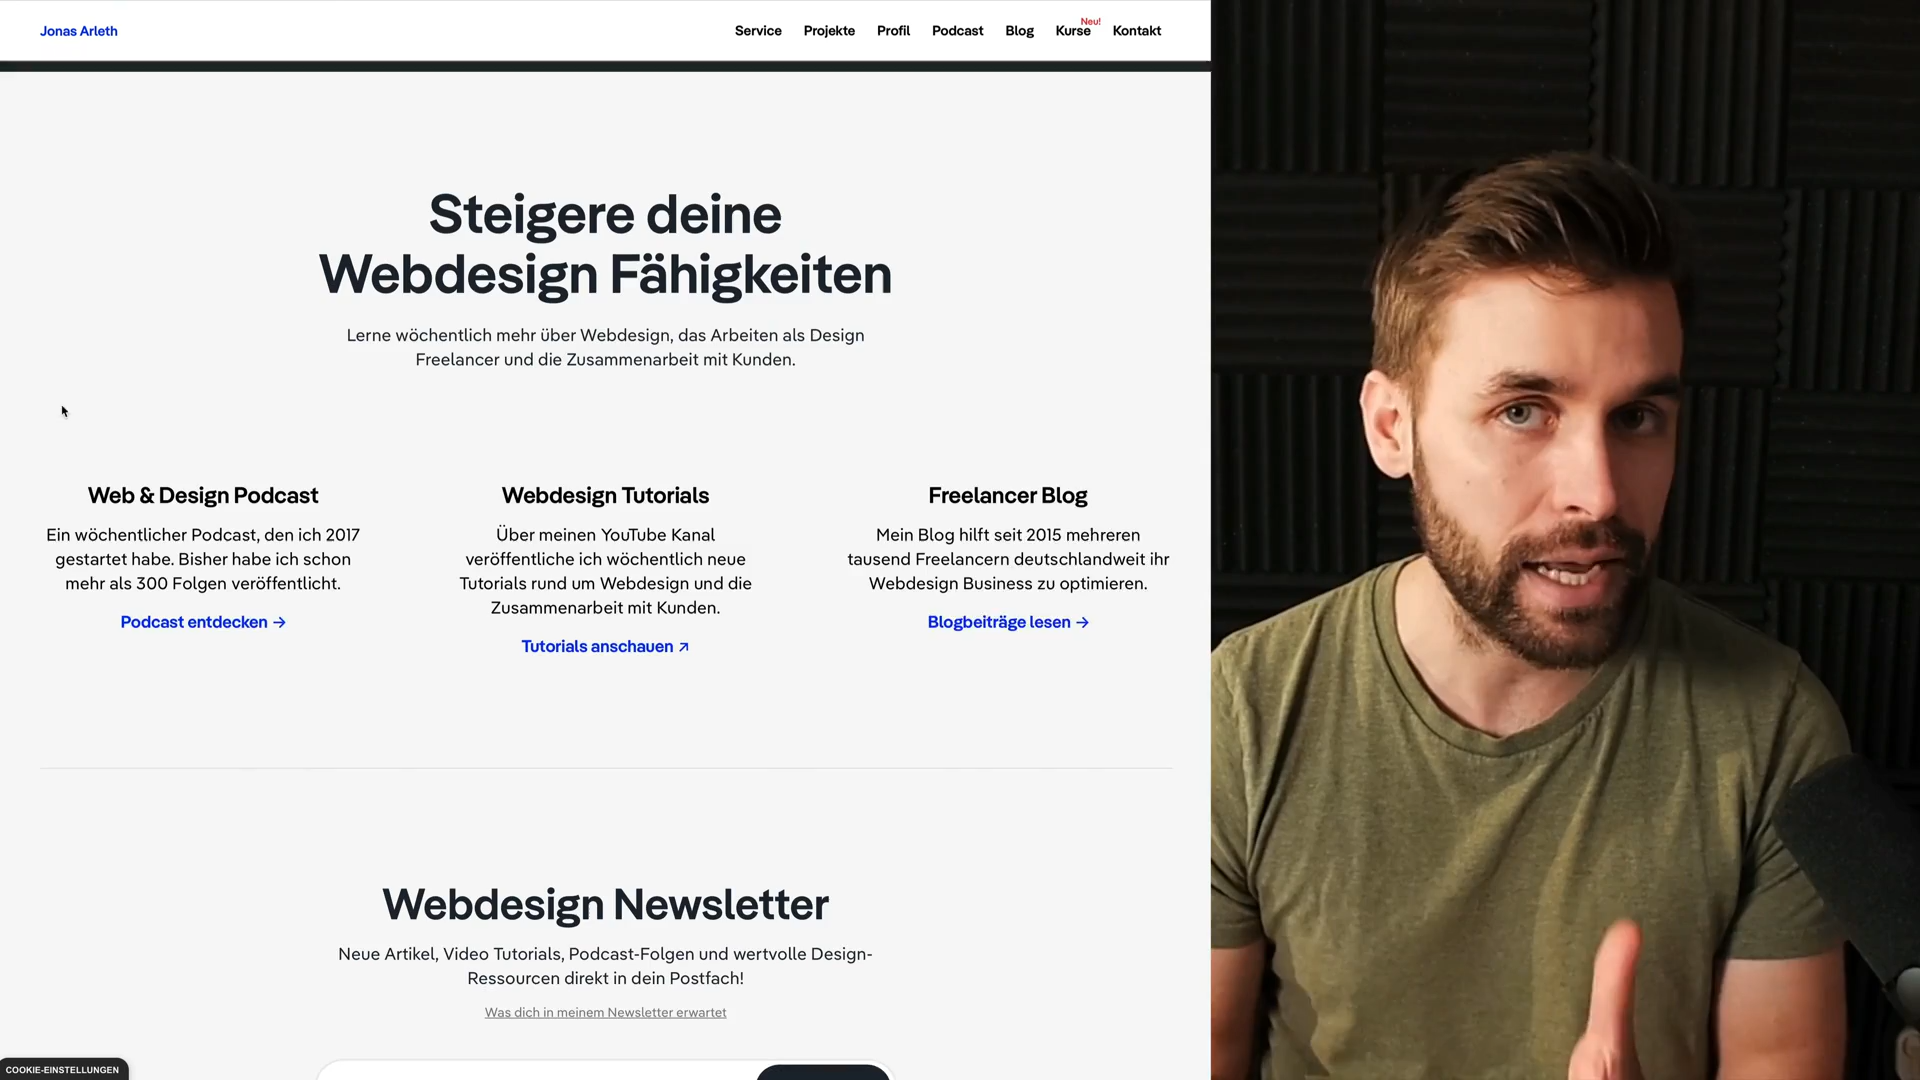 Jonas Arleth
Service
Projekte
Profil
Podcast
Blog
Kurse
Neu!
Kontakt
Steigere deine
Webdesign Fähigkeiten
Lerne wöchentlich mehr über Webdesign, das Arbeiten als Design
Freelancer und die Zusammenarbeit mit Kunden.
Web & Design Podcast
Ein wöchentlicher Podcast, den ich 2017
gestartet habe. Bisher habe ich schon
mehr als 300 Folgen veröffentlicht.
Podcast entdecken →
Webdesign Tutorials
Über meinen YouTube Kanal
veröffentliche ich wöchentlich neue
Tutorials rund um Webdesign und die
Zusammenarbeit mit Kunden.
Tutorials anschauen ↗
Freelancer Blog
Mein Blog hilft seit 2015 mehreren
tausend Freelancern deutschlandweit ihr
Webdesign Business zu optimieren.
Blogbeiträge lesen →
Webdesign Newsletter
Neue Artikel, Video Tutorials, Podcast-Folgen und wertvolle Design-
Ressourcen direkt in dein Postfach!
Was dich in meinem Newsletter erwartet
COOKIE-EINSTELLUNGEN